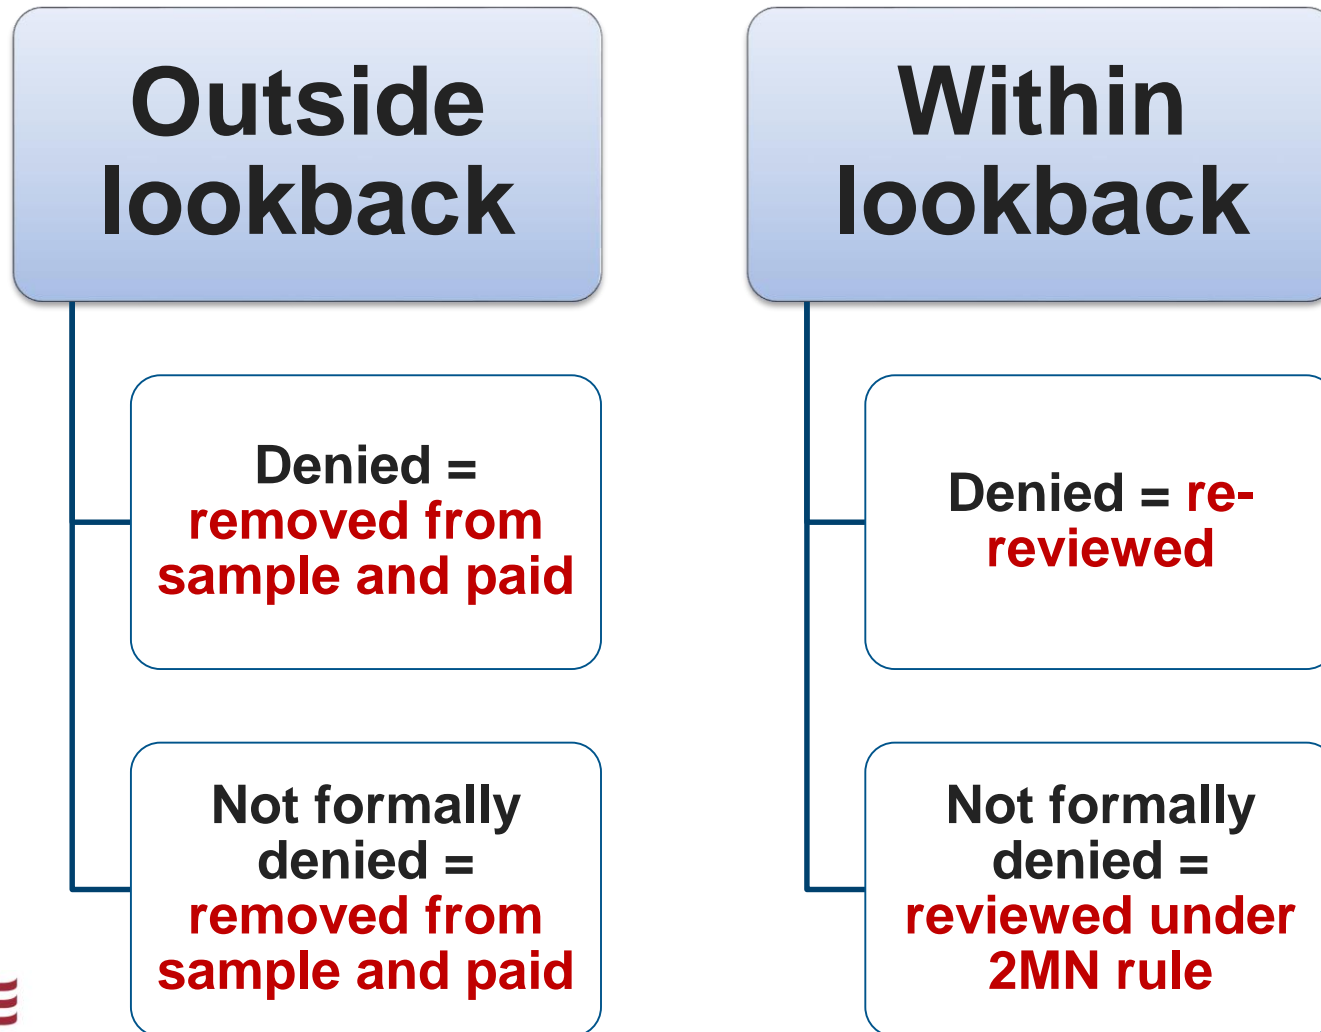 Outside
lookback
Denied =
removed from
sample and paid
Not formally
denied =
removed from
sample and paid
Within
lookback
Denied = re-
reviewed
Not formally
denied =
reviewed under
2MN rule